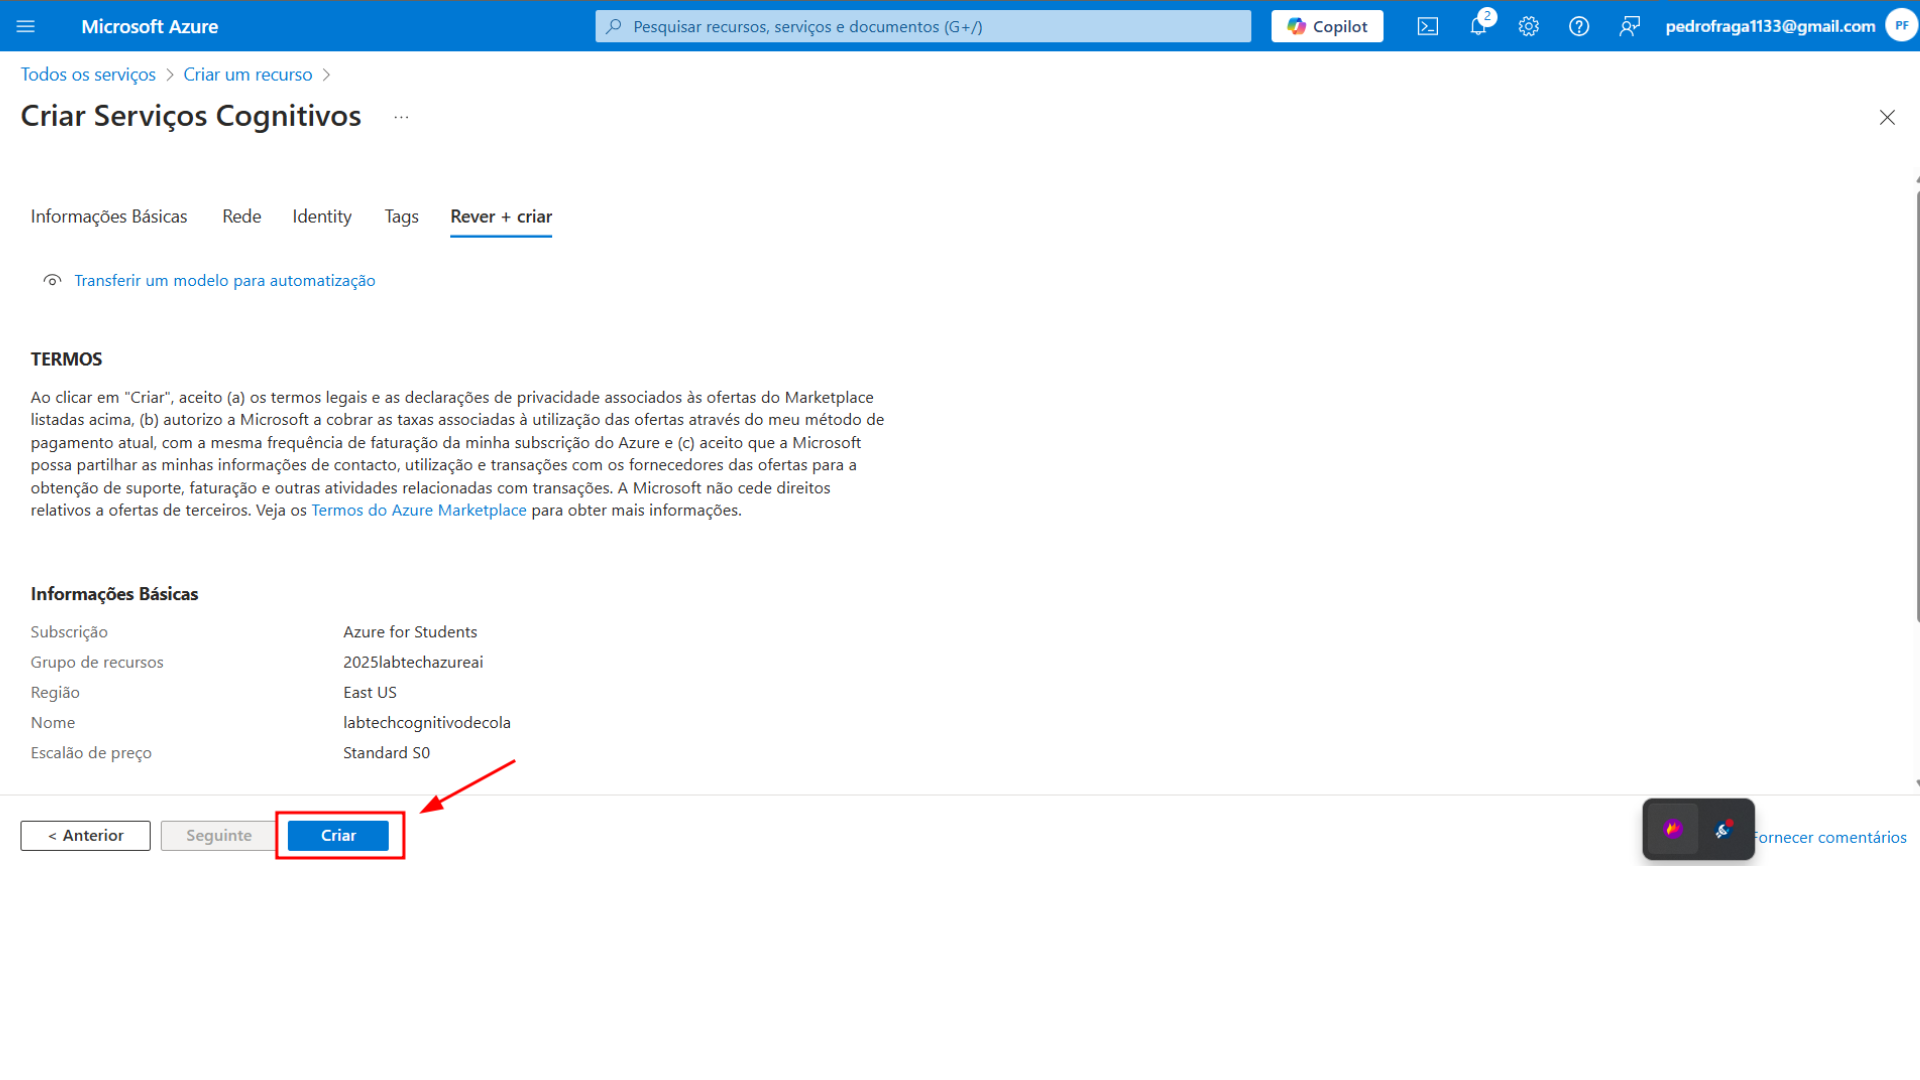 Microsoft Azure
Pesquisar recursos, serviços e documentos (G+/)
Copilot
2
pedrofraga1133@gmail.com
PF
Todos os serviços > Criar um recurso >
Criar Serviços Cognitivos ...
Informações Básicas Rede Identity Tags Rever + criar
Transferir um modelo para automatização
TERMOS
Ao clicar em "Criar", aceito (a) os termos legais e as declarações de privacidade associados às ofertas do Marketplace
listadas acima, (b) autorizo a Microsoft a cobrar as taxas associadas à utilização das ofertas através do meu método de
pagamento atual, com a mesma frequência de faturação da minha subscrição do Azure e (c) aceito que a Microsoft
possa partilhar as minhas informações de contacto, utilização e transações com os fornecedores das ofertas para a
obtenção de suporte, faturação e outras atividades relacionadas com transações. A Microsoft não cede direitos
relativos a ofertas de terceiros. Veja os Termos do Azure Marketplace para obter mais informações.
Informações Básicas
Subscrição Azure for Students
Grupo de recursos 2025labtechazureai
Região East US
Nome labtechcognitivodecola
Escalão de preço Standard S0
< Anterior Seguinte Criar
Fornecer comentários